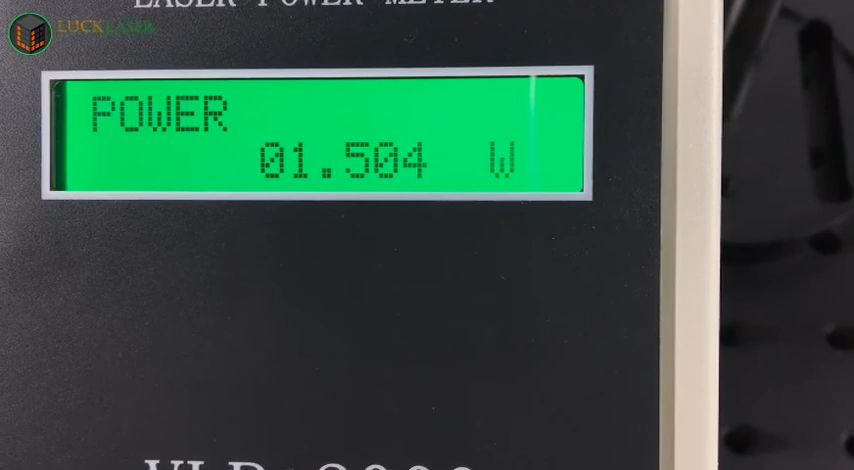 LASER POWER METER
LUCKLASER
POWER
01.504 W